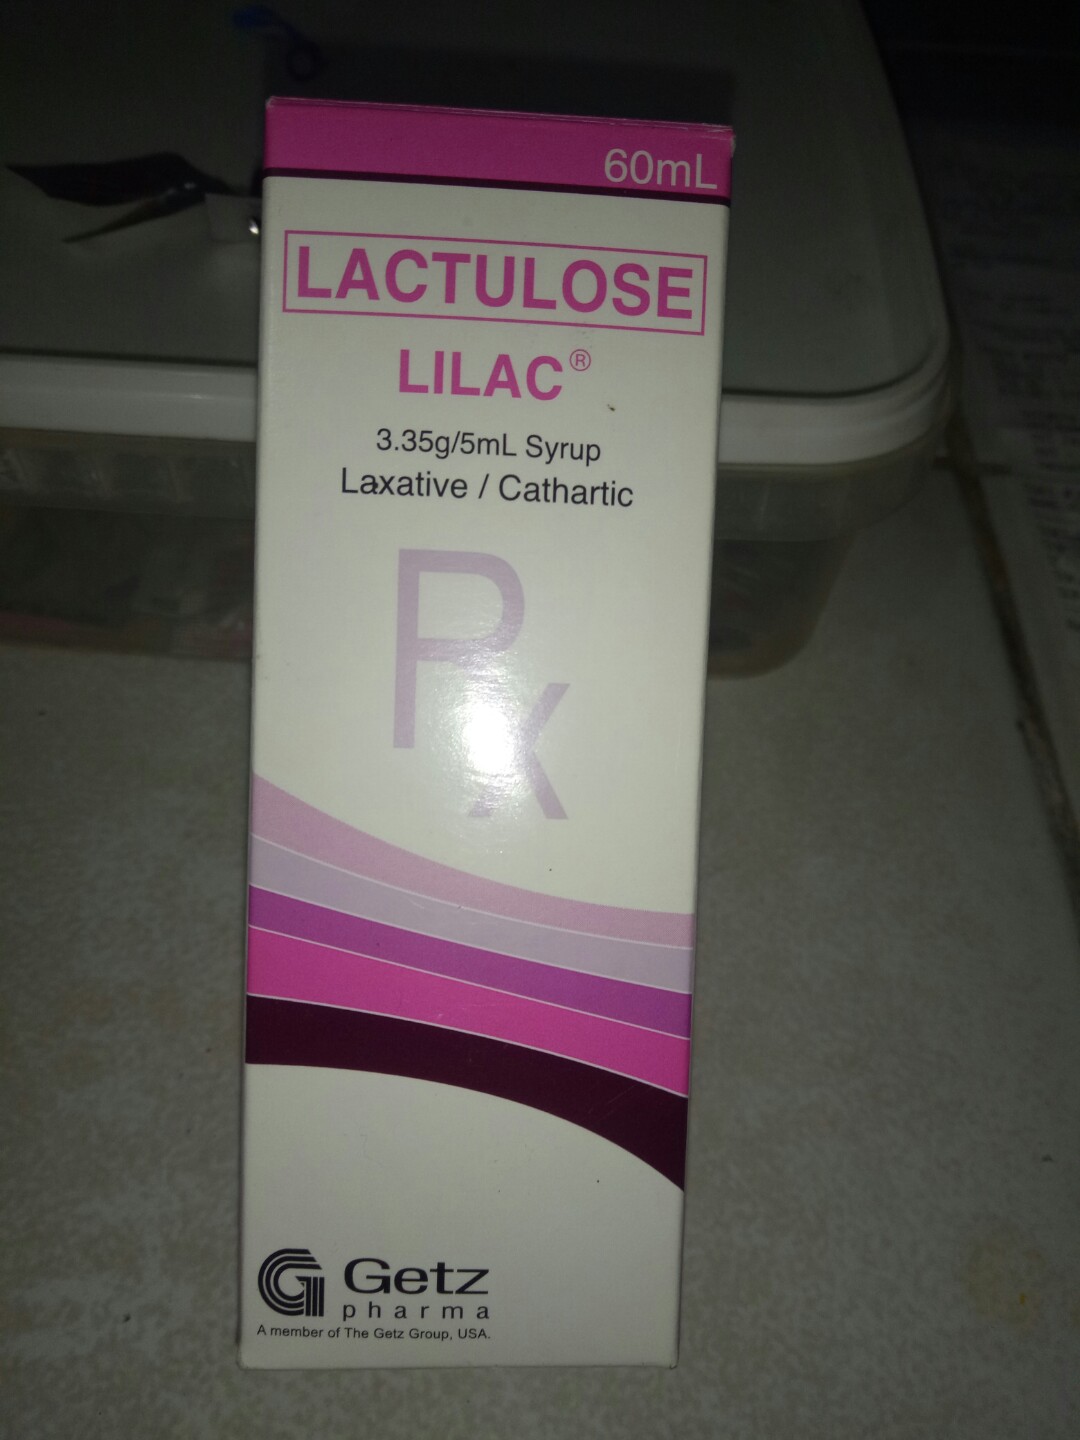 60mL
LACTULOSE
LILAC®
3.35g/5mL Syrup
Laxative / Cathartic
Rx
Getz
pharma
A member of The Getz Group, USA.